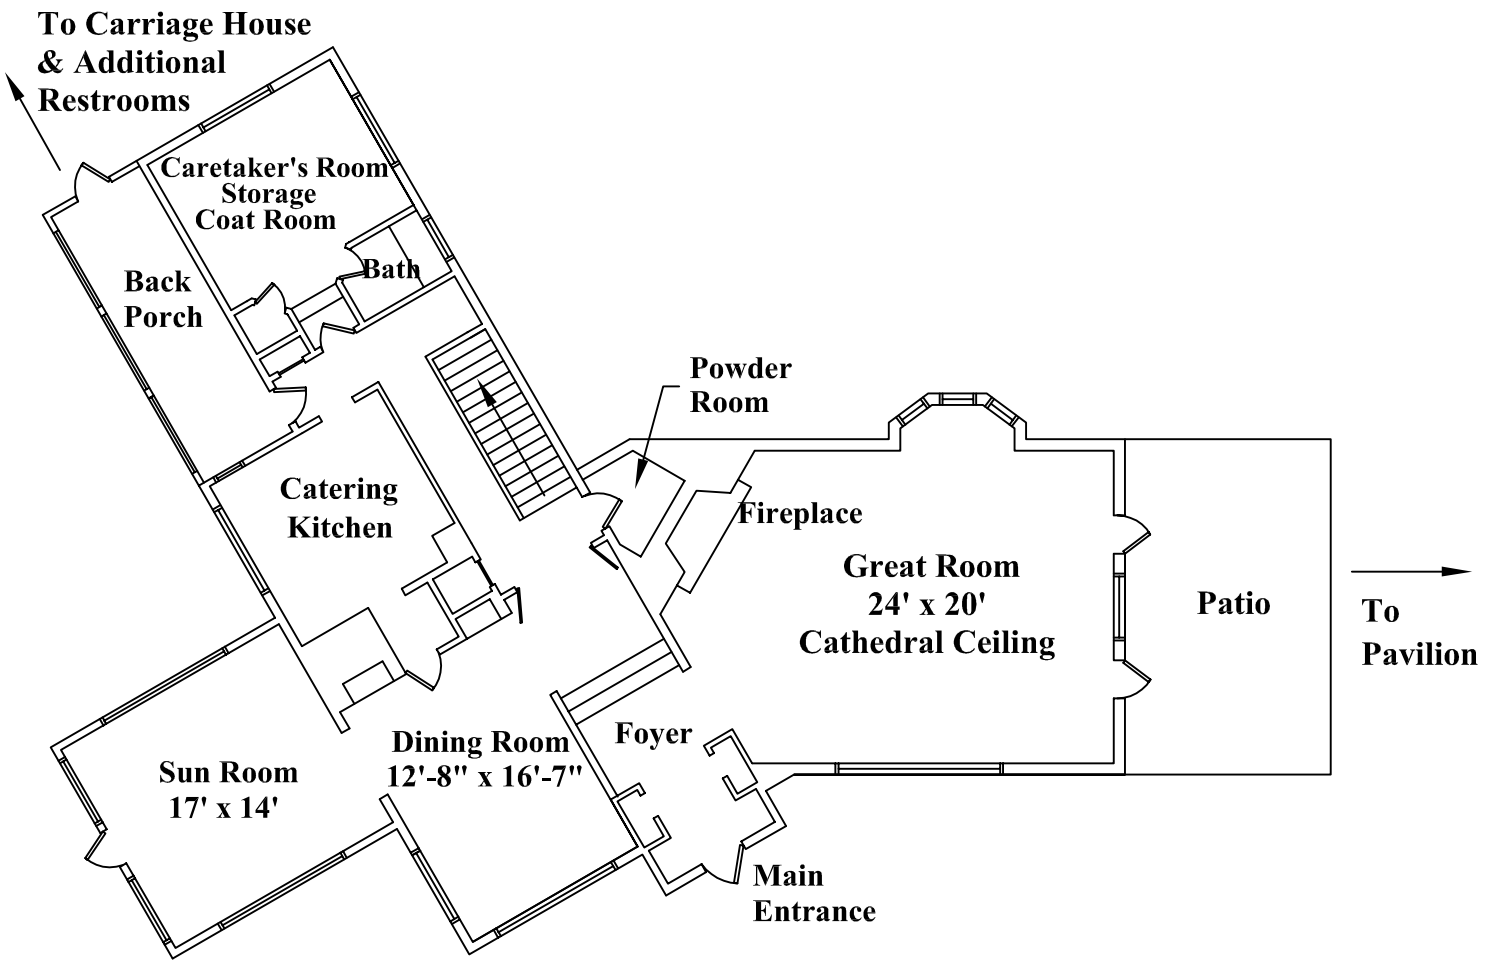 To Carriage House
& Additional
Restrooms
Caretaker's Room
Storage
Coat Room
Bath
Back
Porch
Powder
Room
Catering
Kitchen
Fireplace
Great Room
24' x 20'
Cathedral Ceiling
Patio
To
Pavilion
Foyer
Dining Room
12'-8" x 16'-7"
Sun Room
17' x 14'
Main
Entrance